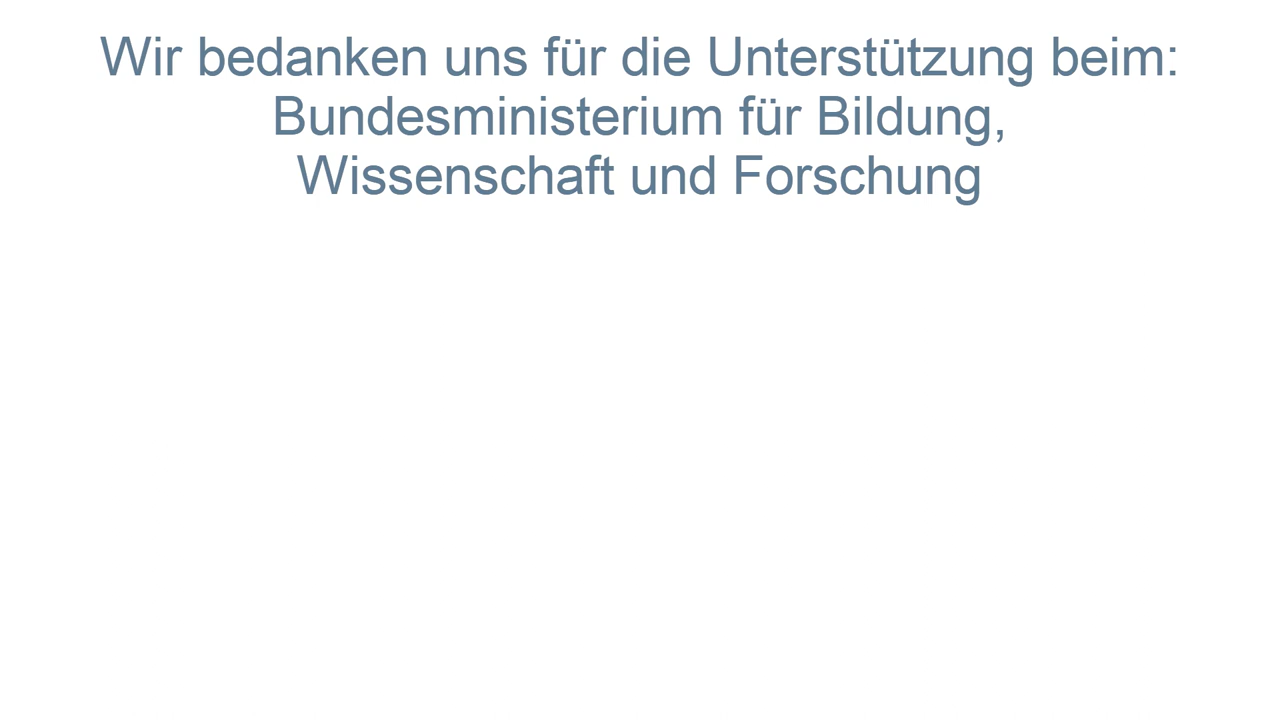 Wir bedanken uns für die Unterstützung beim:
Bundesministerium für Bildung,
Wissenschaft und Forschung